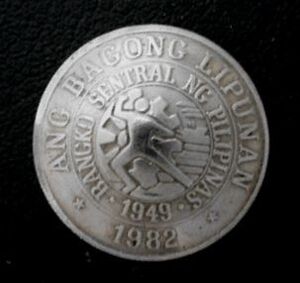 ANG BAGONG LIPUNAN
BANGKO SENTRAL NG PILIPINAS
1949
1982